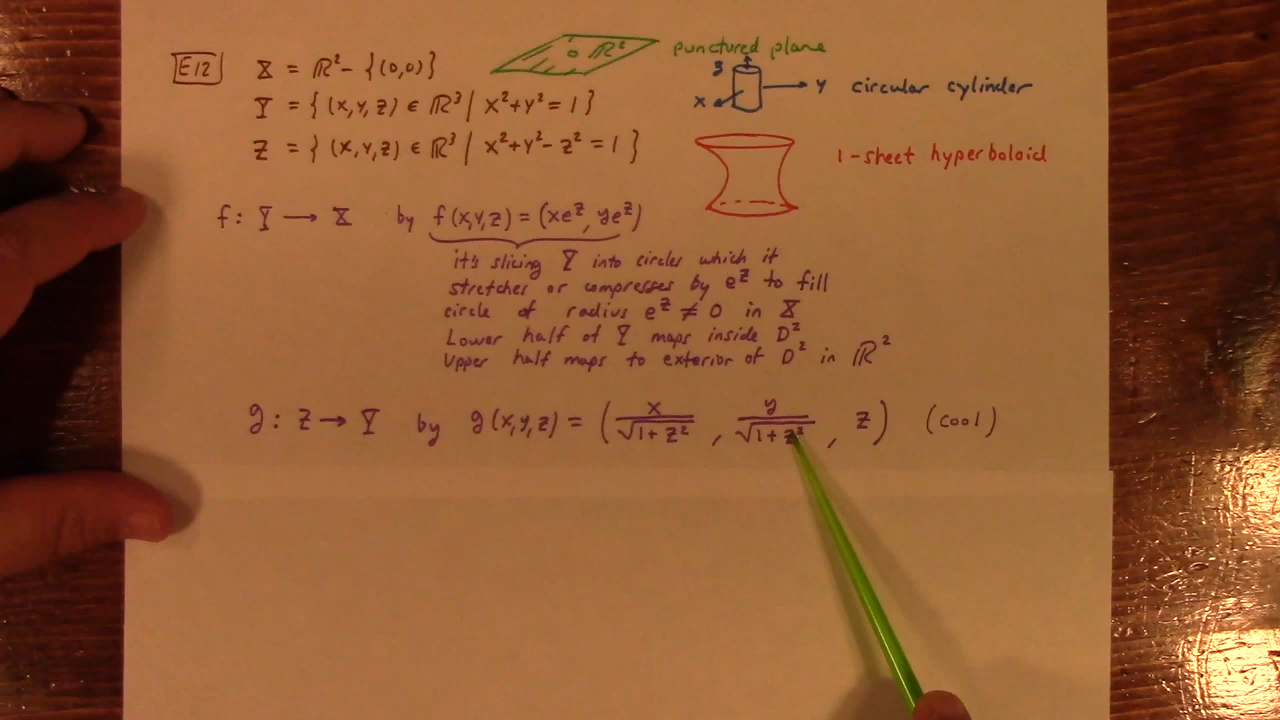 E12 X = ℝ² - {(0,0)} ℝ² punctured plane
Y = {(x,y,z) ∈ ℝ³ | x²+y² = 1} z x y circular cylinder
Z = {(x,y,z) ∈ ℝ³ | x²+y²-z² = 1} 1-sheet hyperboloid
f: Y → X by f(x,y,z) = (xe^z, ye^z)
it's slicing Y into circles which it
stretches or compresses by e^z to fill
circle of radius e^z ≠ 0 in X
Lower half of Y maps inside D²
Upper half maps to exterior of D² in ℝ²
g: Z → Y by g(x,y,z) = (x/√(1+z²), y/√(1+z²), z) (cool)